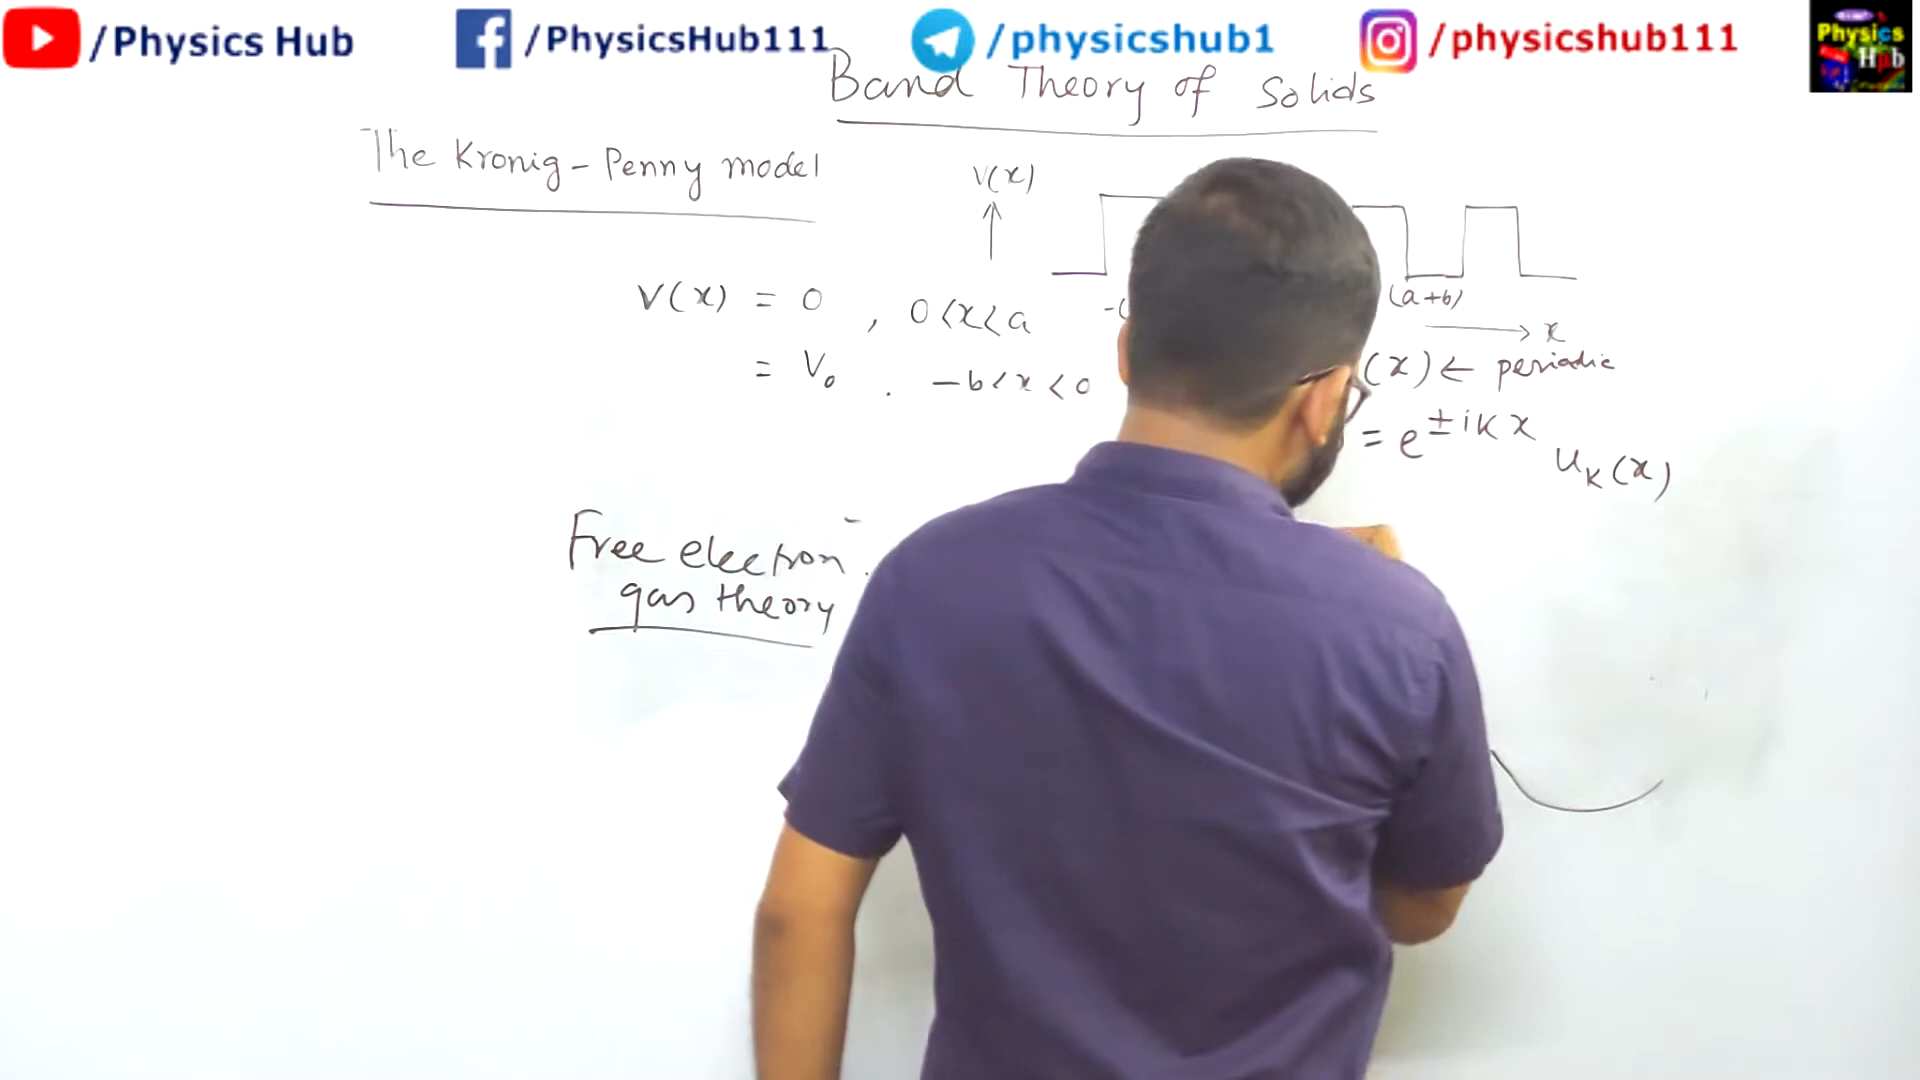 /Physics Hub /PhysicsHub111 /physicshub1 /physicshub111 Physics Hub
Band Theory of Solids
The Kronig - Penny model
V(x)
V(x) = 0 , 0 < x < a
(a+b)
x
= V₀ . -b < x < 0
(x) ← periodic
= e^{±iKx} u_K(x)
Free electron
gas theory